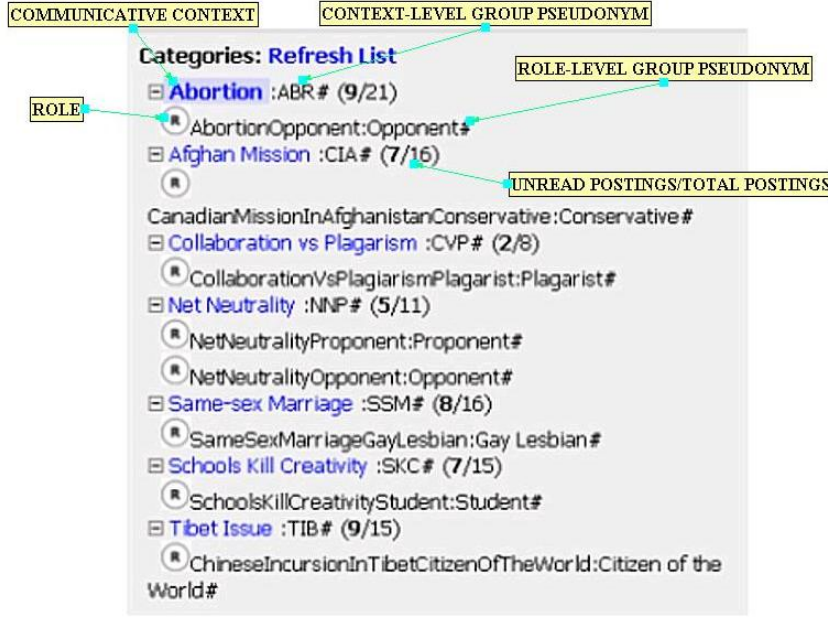 COMMUNICATIVE CONTEXT
CONTEXT-LEVEL GROUP PSEUDONYM
Categories: Refresh List
ROLE-LEVEL GROUP PSEUDONYM
Abortion :ABR# (9/21)
ROLE
R AbortionOpponent:Opponent#
Afghan Mission :CIA# (7/16)
R
UNREAD POSTINGS/TOTAL POSTINGS
CanadianMissionInAfghanistanConservative:Conservative#
Collaboration vs Plagarism :CVP# (2/8)
R CollaborationVsPlagiarismPlagarist:Plagarist#
Net Neutrality :NNP# (5/11)
R NetNeutralityProponent:Proponent#
R NetNeutralityOpponent:Opponent#
Same-sex Marriage :SSM# (8/16)
R SameSexMarriageGayLesbian:Gay Lesbian#
Schools Kill Creativity :SKC# (7/15)
R SchoolsKillCreativityStudent:Student#
Tibet Issue :TIB# (9/15)
R ChineseIncursionInTibetCitizenOfTheWorld:Citizen of the
World#